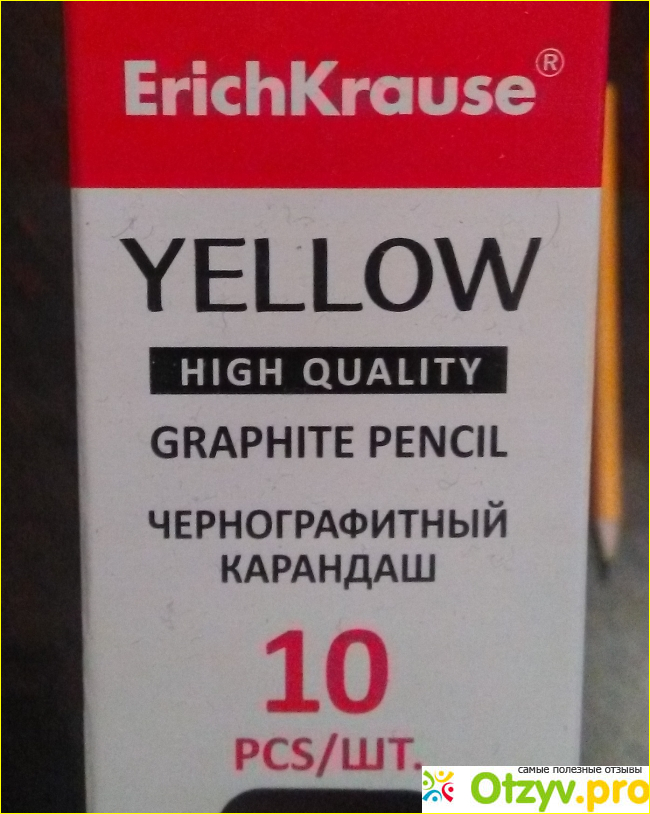 ErichKrause®
YELLOW
HIGH QUALITY
GRAPHITE PENCIL
ЧЕРНОГРАФИТНЫЙ
КАРАНДАШ
10
PCS/ШТ.
самые полезные отзывы
Otzyv.pro